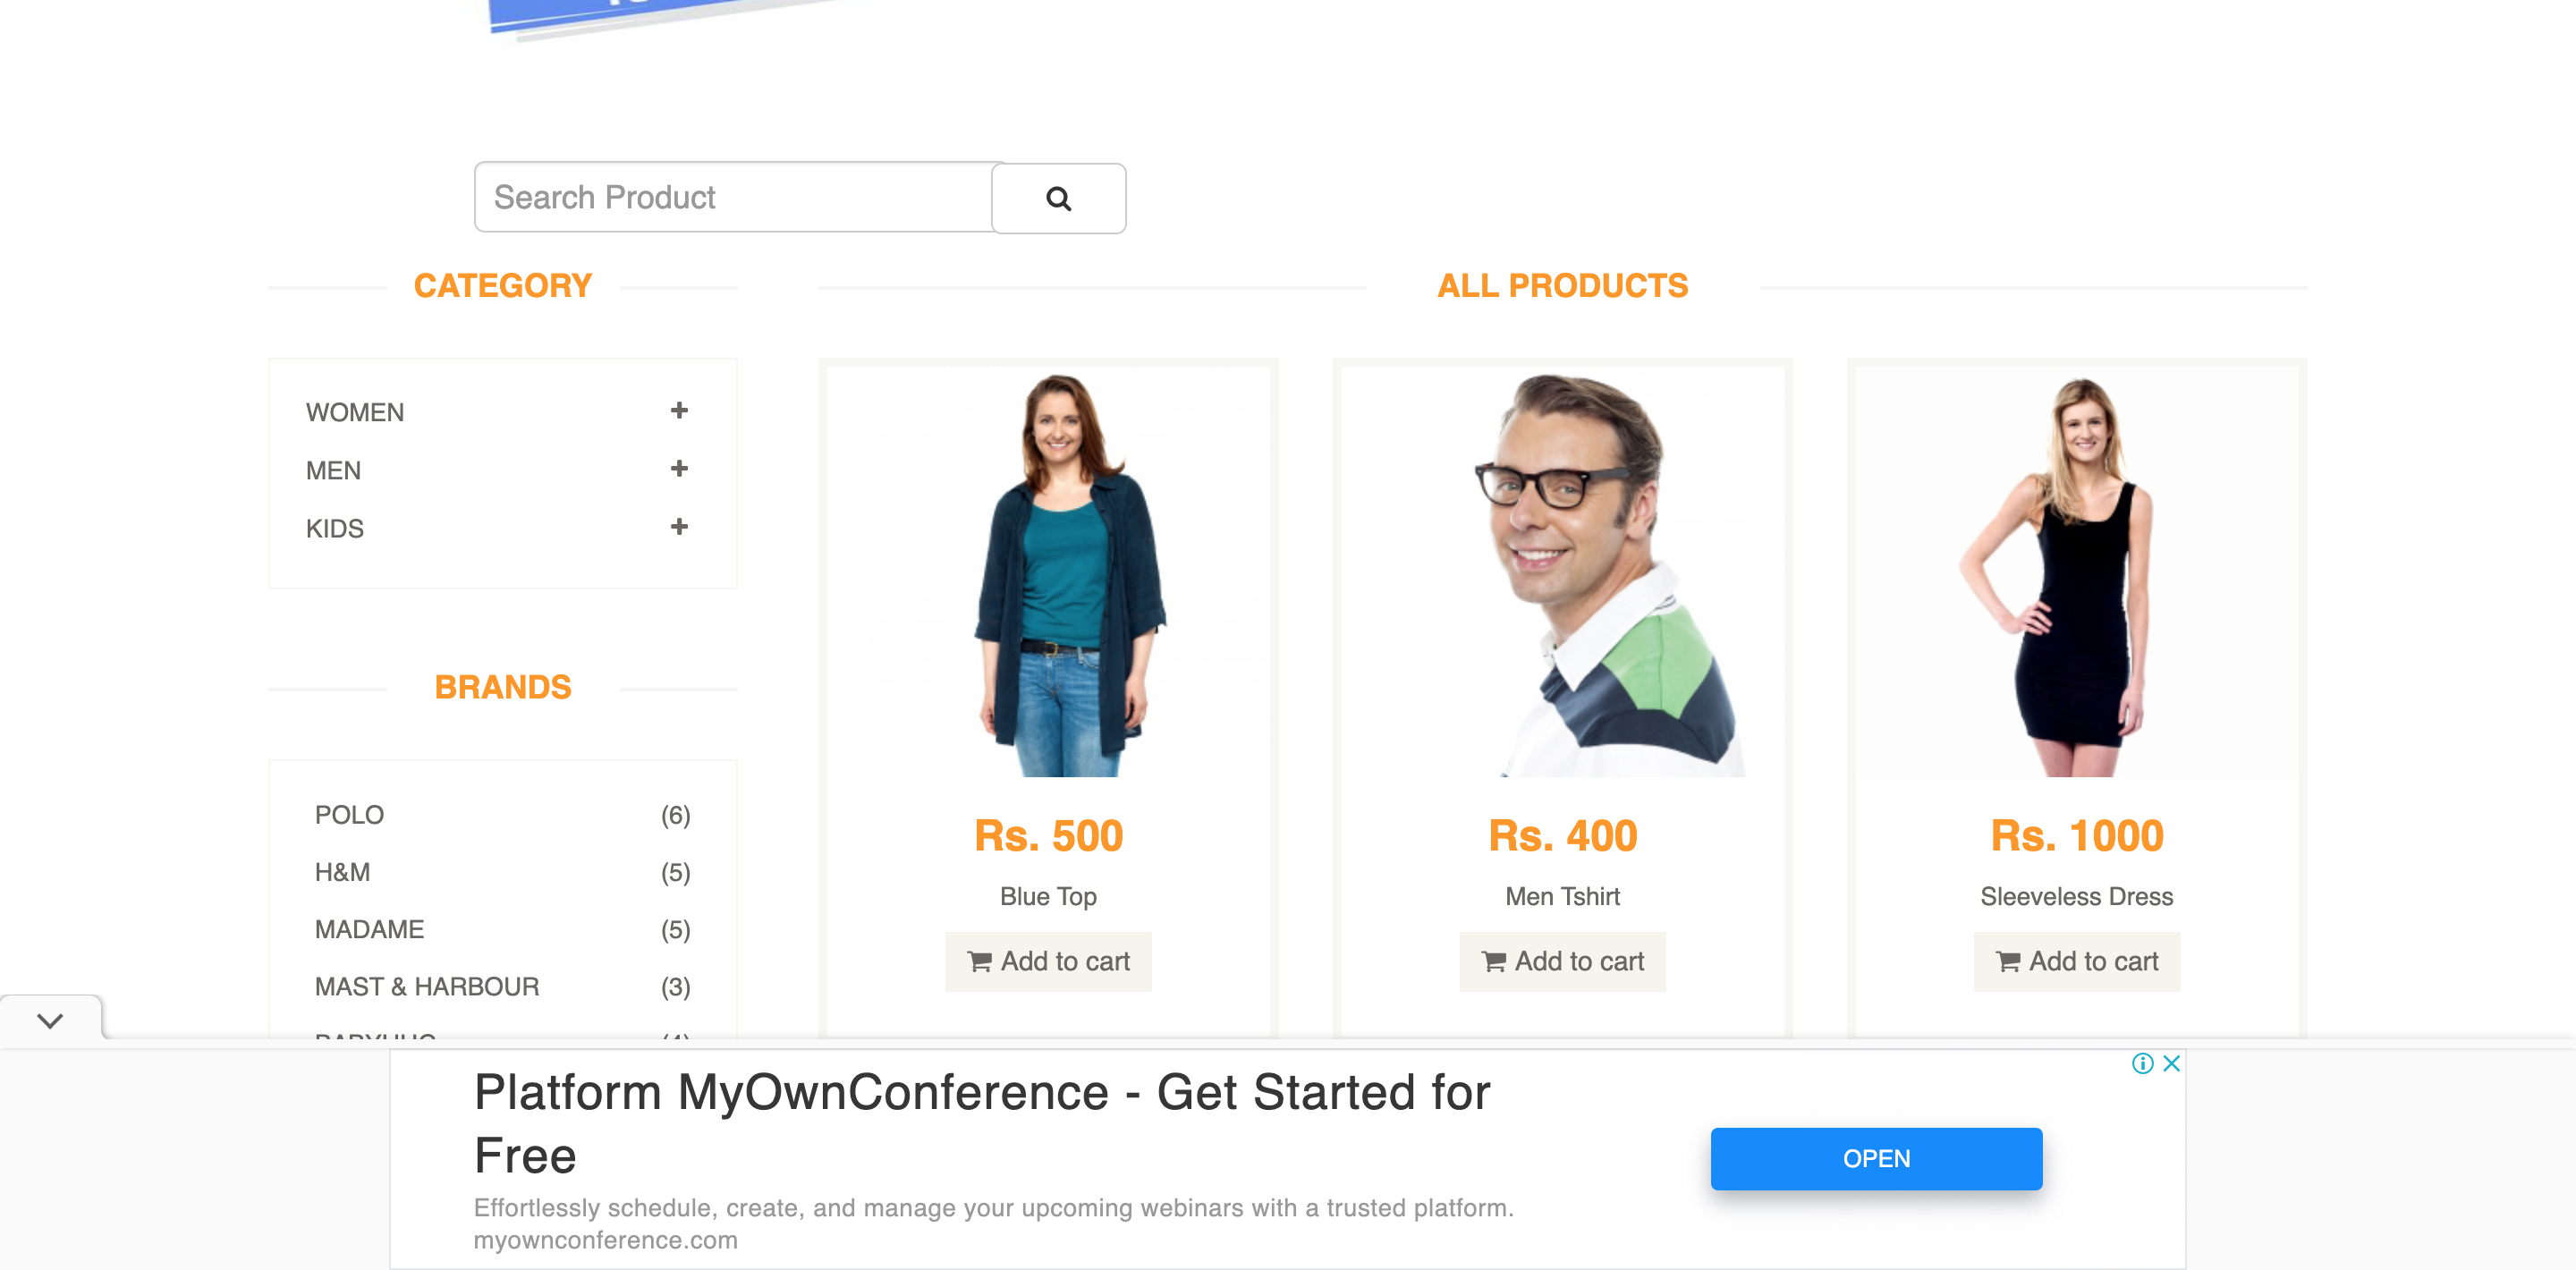 Search Product
CATEGORY
WOMEN
MEN
KIDS
BRANDS
POLO (6)
H&M (5)
MADAME (5)
MAST & HARBOUR (3)
ALL PRODUCTS
Rs. 500
Blue Top
Add to cart
Rs. 400
Men Tshirt
Add to cart
Rs. 1000
Sleeveless Dress
Add to cart
Platform MyOwnConference - Get Started for
Free
Effortlessly schedule, create, and manage your upcoming webinars with a trusted platform.
myownconference.com
OPEN